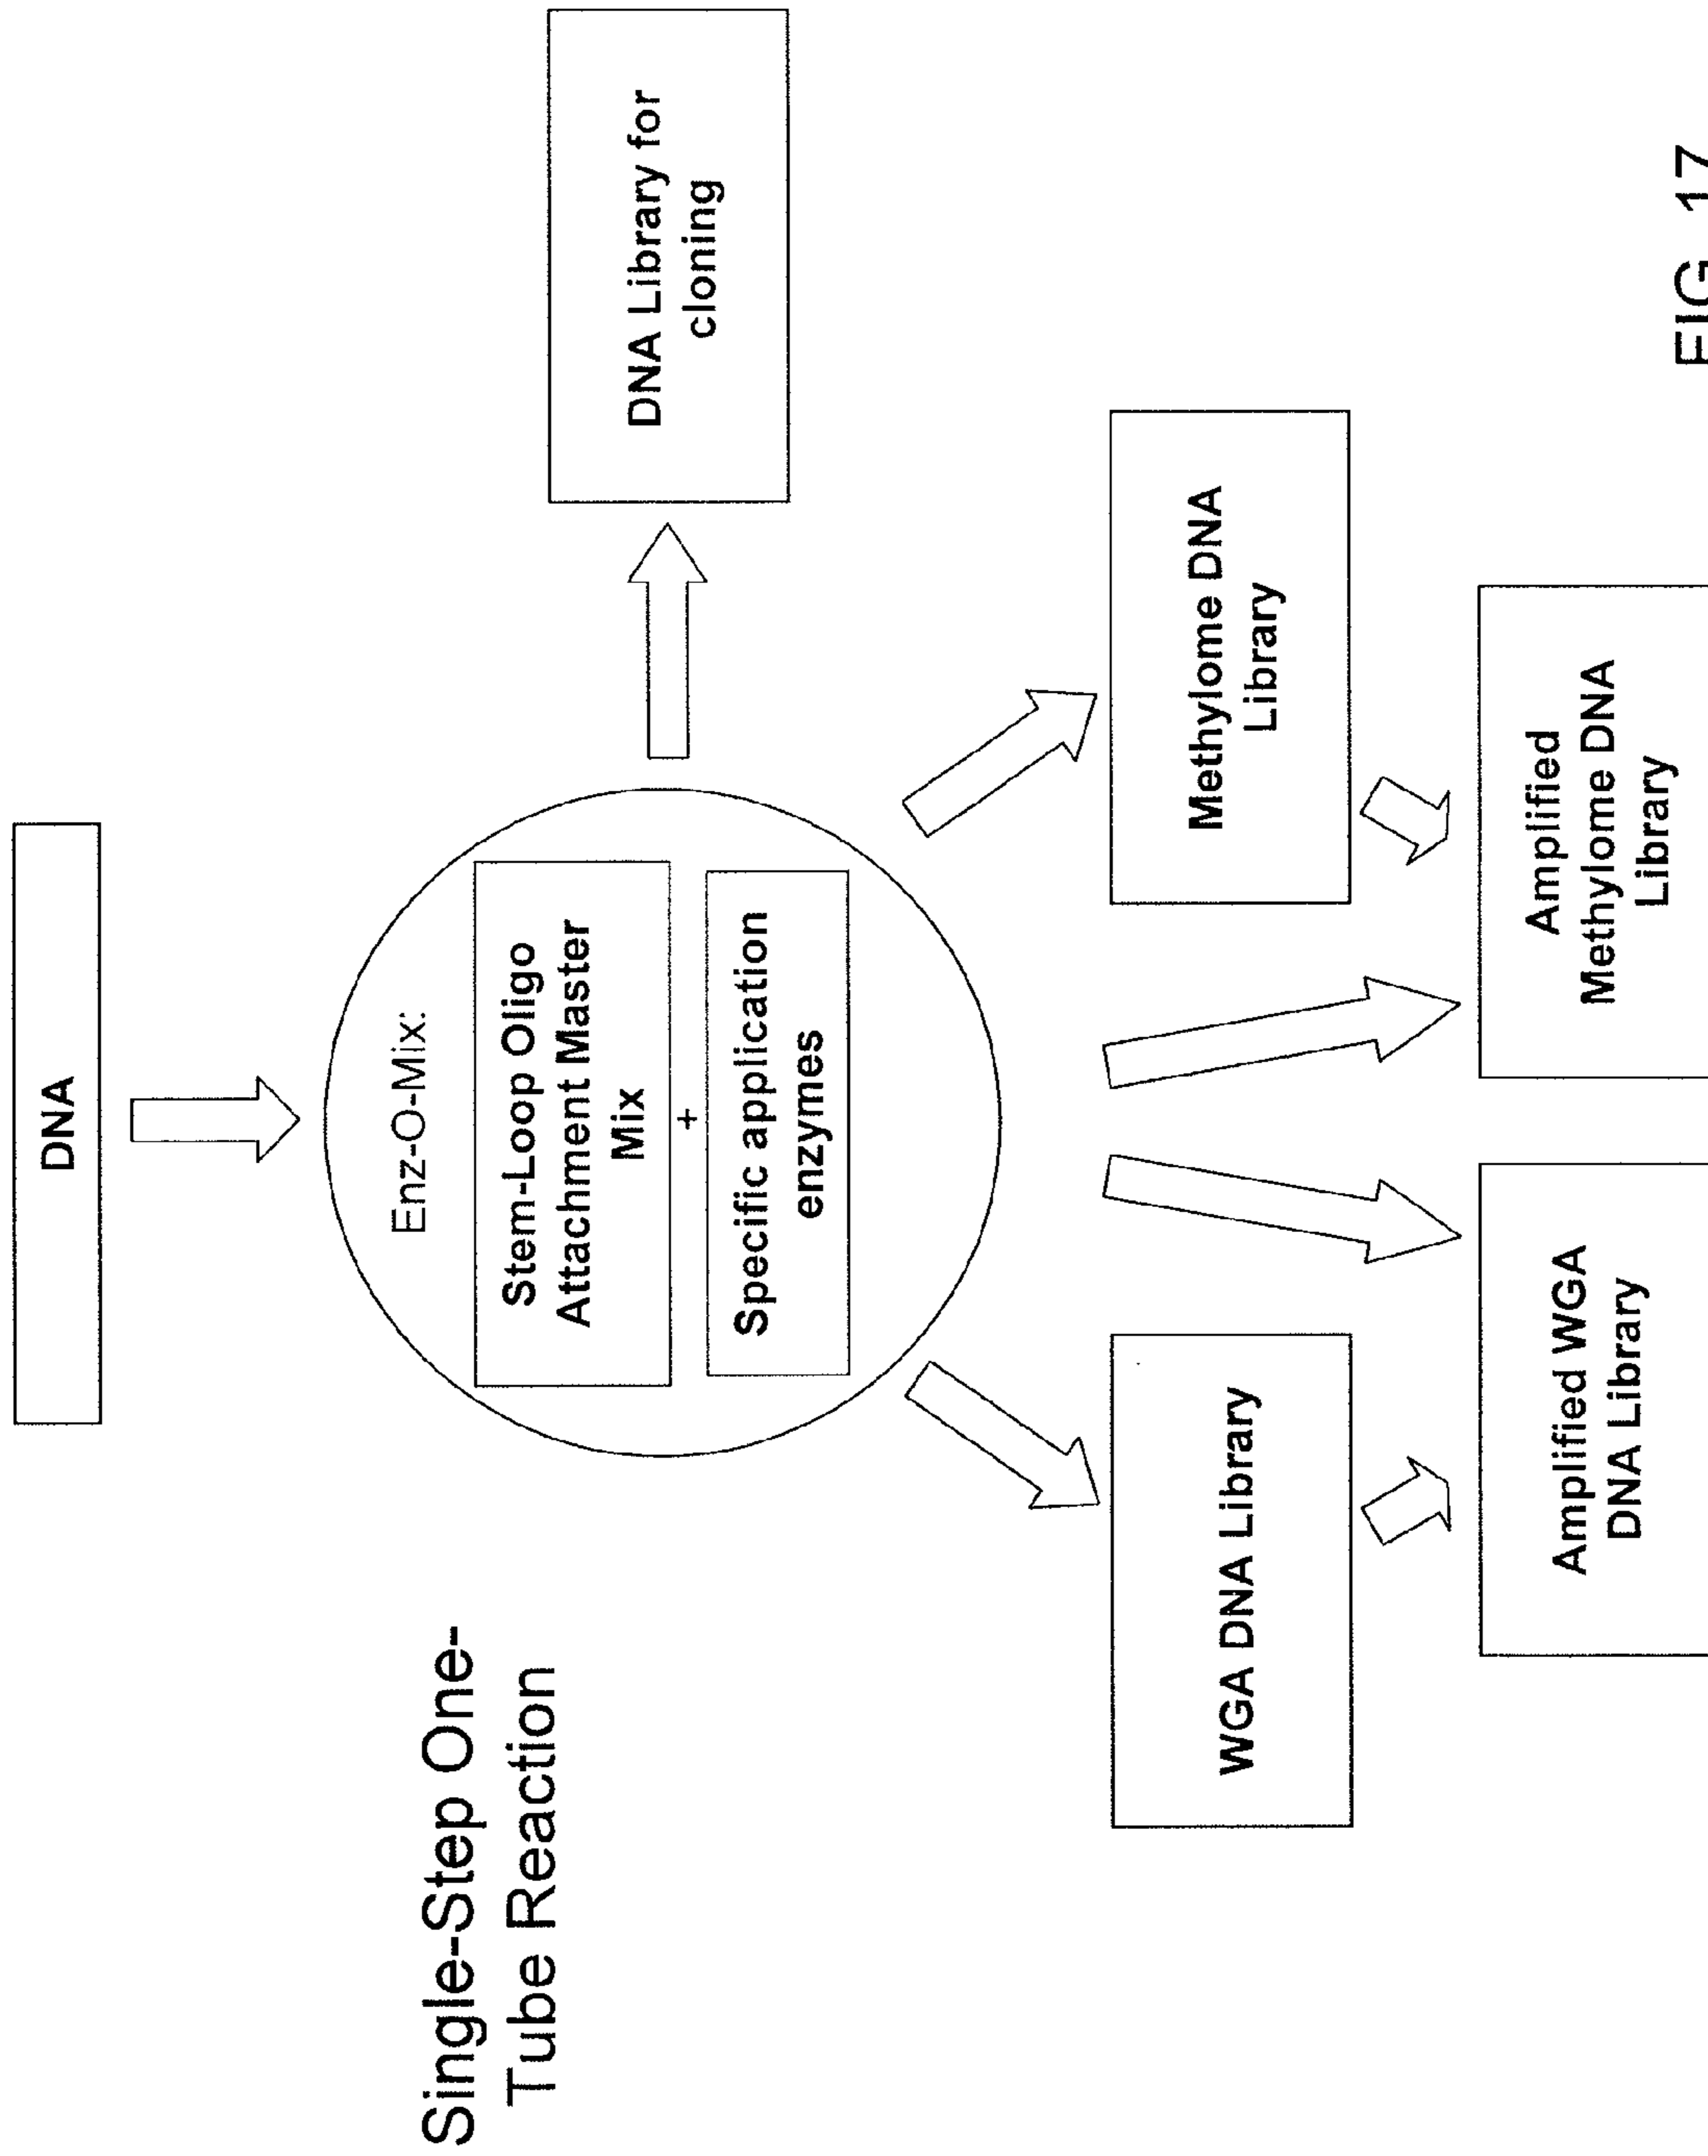 DNA
Single-Step One-
Tube Reaction
Enz-O-Mix:
Stem-Loop Oligo
Attachment Master
Mix
+
Specific application
enzymes
DNA Library for
cloning
WGA DNA Library
Methylome DNA
Library
Amplified WGA
DNA Library
Amplified
Methylome DNA
Library
FIG. 17